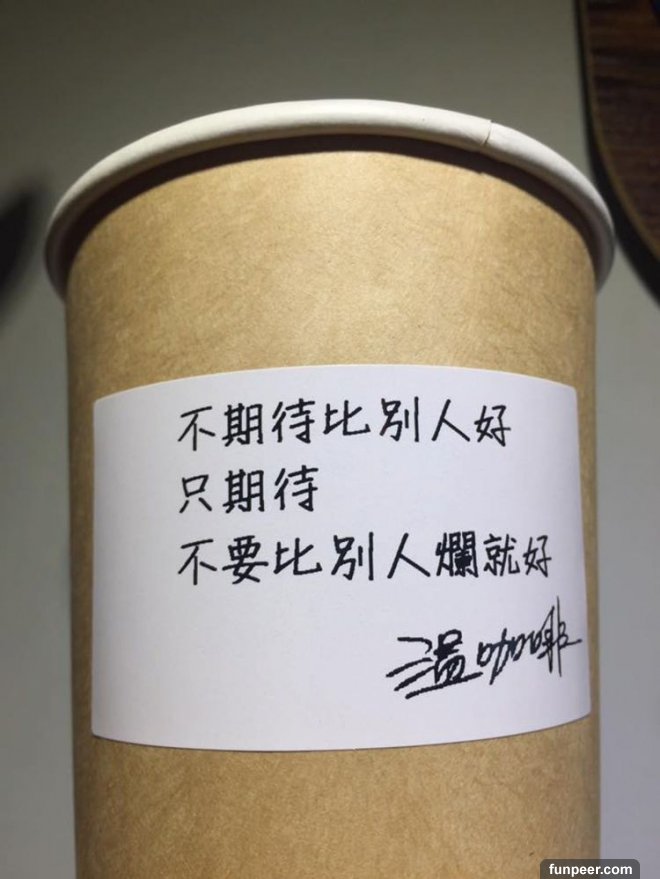 不期待比別人好
只期待
不要比別人爛就好
溫咖啡
funpeer.com